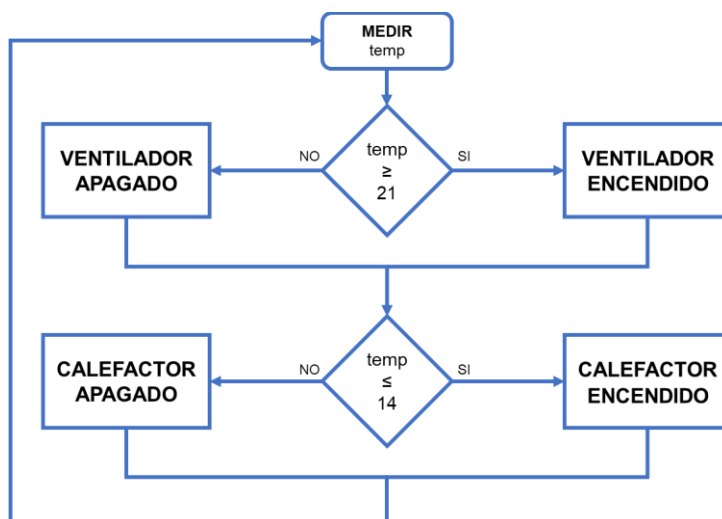 MEDIR
temp
VENTILADOR
APAGADO
NO
temp
≥
21
SI
VENTILADOR
ENCENDIDO
CALEFACTOR
APAGADO
NO
temp
≤
14
SI
CALEFACTOR
ENCENDIDO